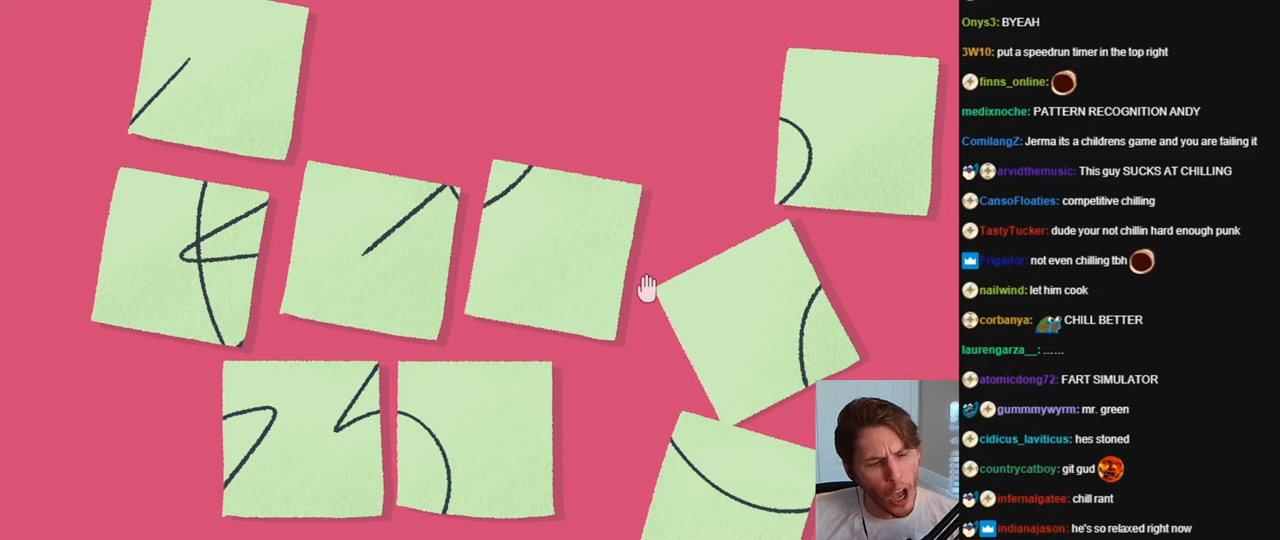 Onys3: BYEAH
3W10: put a speedrun timer in the top right
finns_online:
medixnoche: PATTERN RECOGNITION ANDY
ComilangZ: Jerma its a childrens game and you are failing it
arvidthemusic: This guy SUCKS AT CHILLING
CansoFloaties: competitive chilling
TastyTucker: dude your not chillin hard enough punk
Frigador: not even chilling tbh
nailwind: let him cook
corbanya: CHILL BETTER
laurengarza__: ......
atomicdong72: FART SIMULATOR
gummmywyrm: mr. green
cidicus_laviticus: hes stoned
countrycatboy: git gud
infernalgatee: chill rant
indianajason: he's so relaxed right now